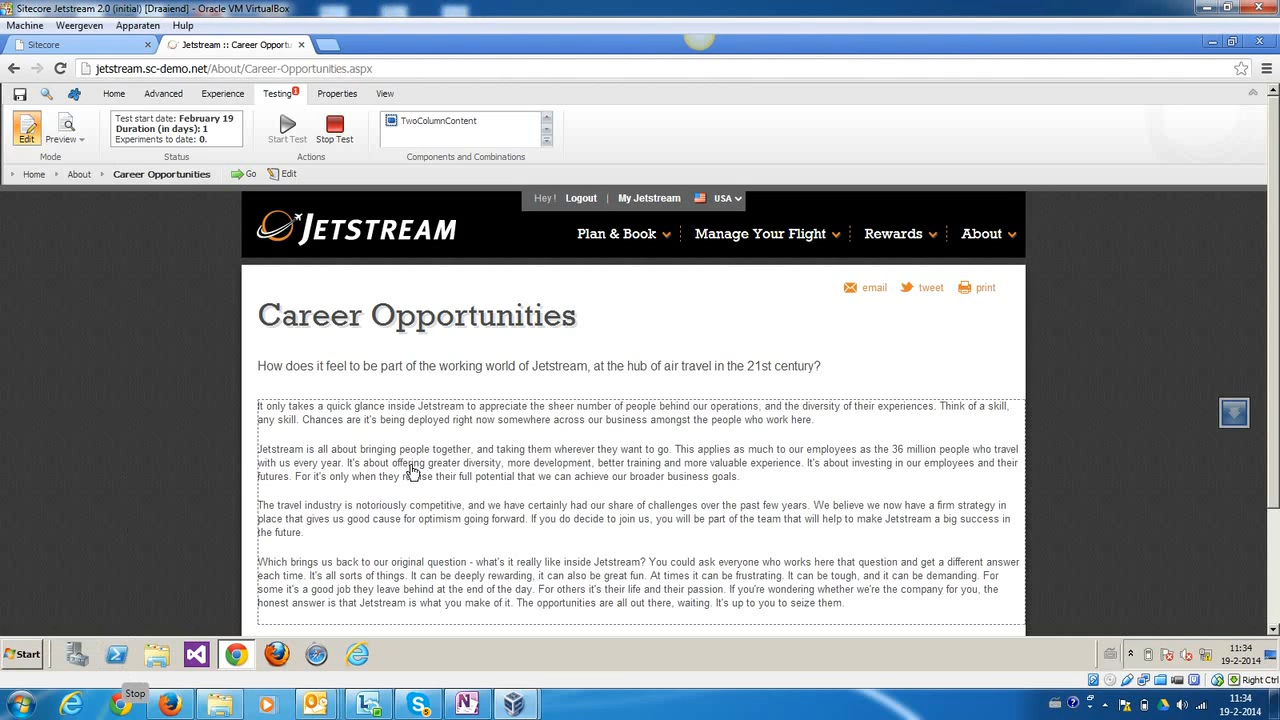 Sitecore Jetstream 2.0 (initial) [Draaiend] - Oracle VM VirtualBox
Machine Weergeven Apparaten Hulp
Sitecore
Jetstream :: Career Opportu
jetstream.sc-demo.net/About/Career-Opportunities.aspx
Home Advanced Experience Testing 1 Properties View
Edit
Preview
Mode
Test start date: February 19
Duration (in days): 1
Experiments to date: 0.
Status
Start Test
Stop Test
Actions
TwoColumnContent
Components and Combinations
Home About Career Opportunities Go Edit
Hey! Logout | My Jetstream USA
JETSTREAM
Plan & Book Manage Your Flight Rewards About
email tweet print
Career Opportunities
How does it feel to be part of the working world of Jetstream, at the hub of air travel in the 21st century?
It only takes a quick glance inside Jetstream to appreciate the sheer number of people behind our operations, and the diversity of their experiences. Think of a skill,
any skill. Chances are it's being deployed right now somewhere across our business amongst the people who work here.
Jetstream is all about bringing people together, and taking them wherever they want to go. This applies as much to our employees as the 36 million people who travel
with us every year. It's about offering greater diversity, more development, better training and more valuable experience. It's about investing in our employees and their
futures. For it's only when they their full potential that we can achieve our broader business goals.
The travel industry is notoriously competitive, and we have certainly had our share of challenges over the past few years. We believe we now have a firm strategy in
place that gives us good cause for optimism going forward. If you do decide to join us, you will be part of the team that will help to make Jetstream a big success in
the future.
Which brings us back to our original question - what's it really like inside Jetstream? You could ask everyone who works here that question and get a different answer
each time. It's all sorts of things. It can be deeply rewarding, it can also be great fun. At times it can be frustrating. It can be tough, and it can be demanding. For
some it's a good job they leave behind at the end of the day. For others it's their life and their passion. If you're wondering whether we're the company for you, the
honest answer is that Jetstream is what you make of it. The opportunities are all out there, waiting. It's up to you to seize them.
Start
11:34
19-2-2014
Right Ctrl
Stop
11:34
19-2-2014